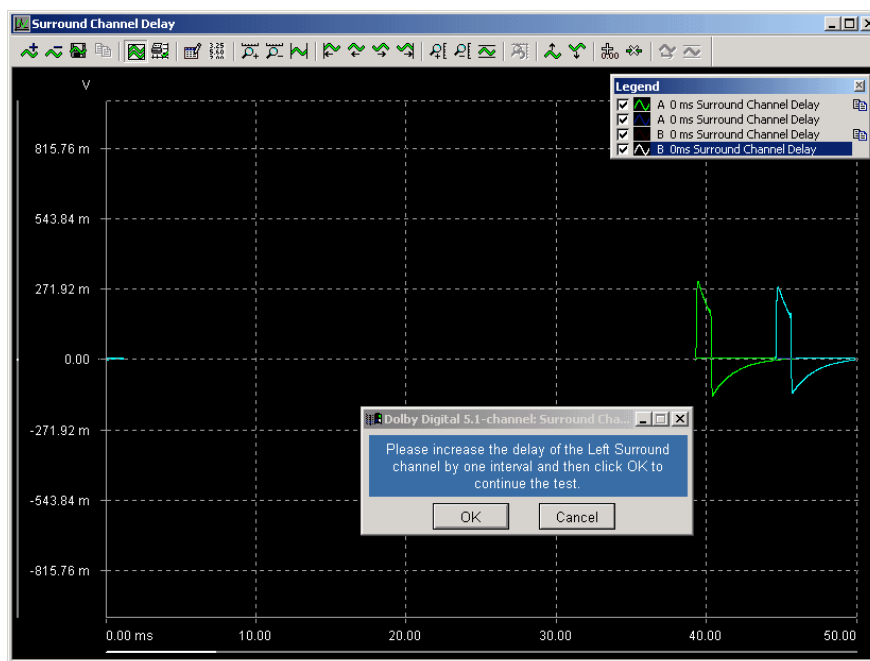 Surround Channel Delay
V
Legend
A 0 ms Surround Channel Delay
A 0 ms Surround Channel Delay
B 0 ms Surround Channel Delay
B 0ms Surround Channel Delay
815.76 m
543.84 m
271.92 m
0.00
-271.92 m
-543.84 m
-815.76 m
Dolby Digital 5.1-channel: Surround Cha...
Please increase the delay of the Left Surround
channel by one interval and then click OK to
continue the test.
OK
Cancel
0.00 ms
10.00
20.00
30.00
40.00
50.00